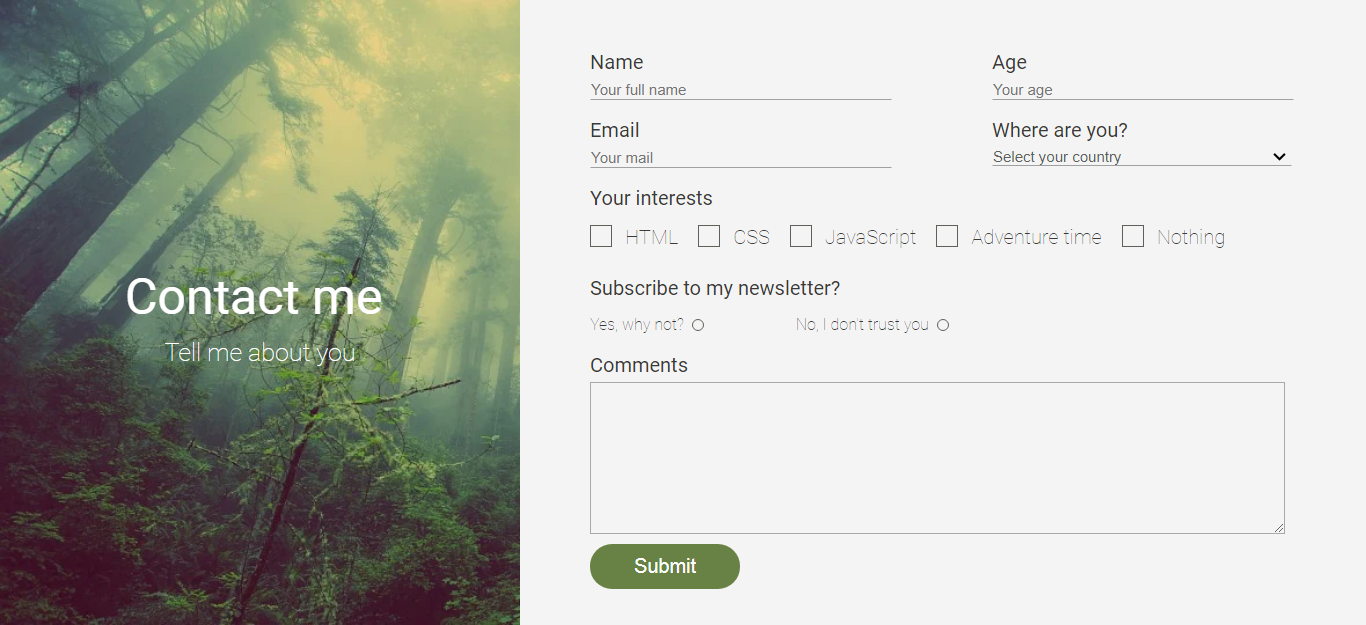 Contact me
Tell me about you
Name
Your full name
Age
Your age
Email
Your mail
Where are you?
Select your country
Your interests
HTML CSS JavaScript Adventure time Nothing
Subscribe to my newsletter?
Yes, why not? No, I don't trust you
Comments
Submit